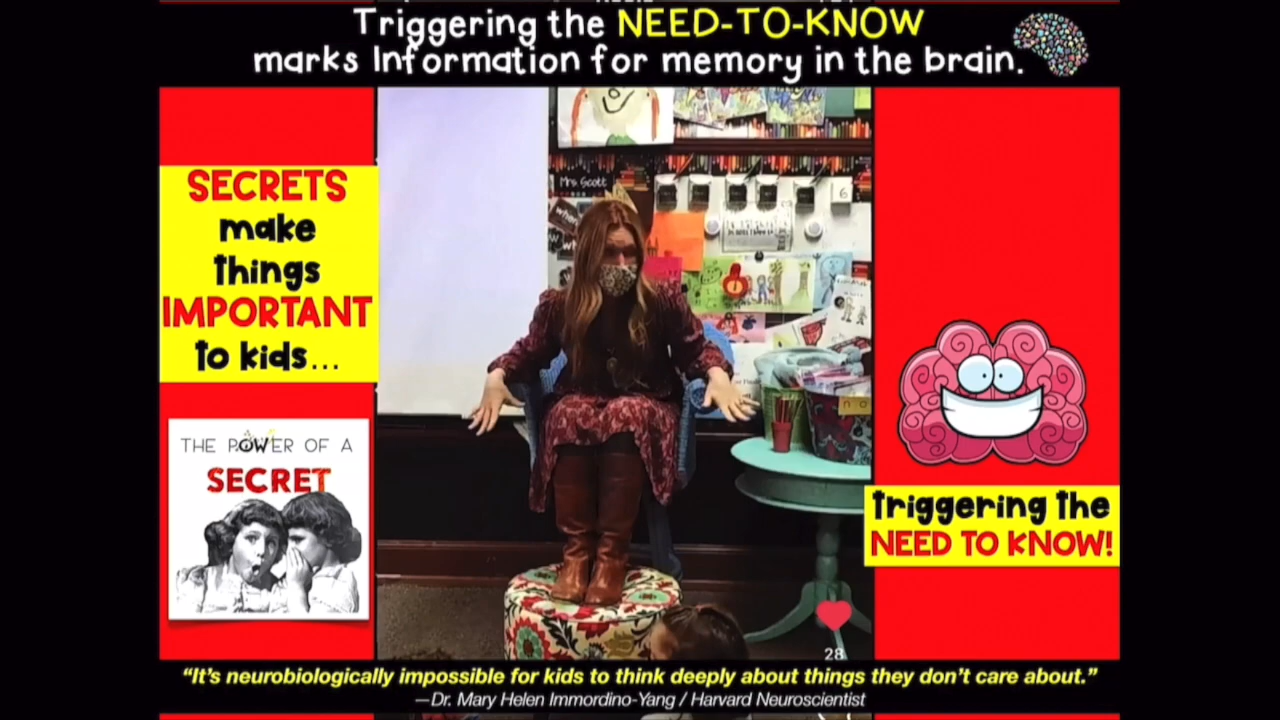 Triggering the NEED-TO-KNOW
marks Information for memory in the brain.
SECRETS
make
things
IMPORTANT
to kids...
THE POWER OF A
SECRET
Mrs. Scott
when
6
28
Triggering the
NEED TO KNOW!
"It's neurobiologically impossible for kids to think deeply about things they don't care about."
—Dr. Mary Helen Immordino-Yang / Harvard Neuroscientist